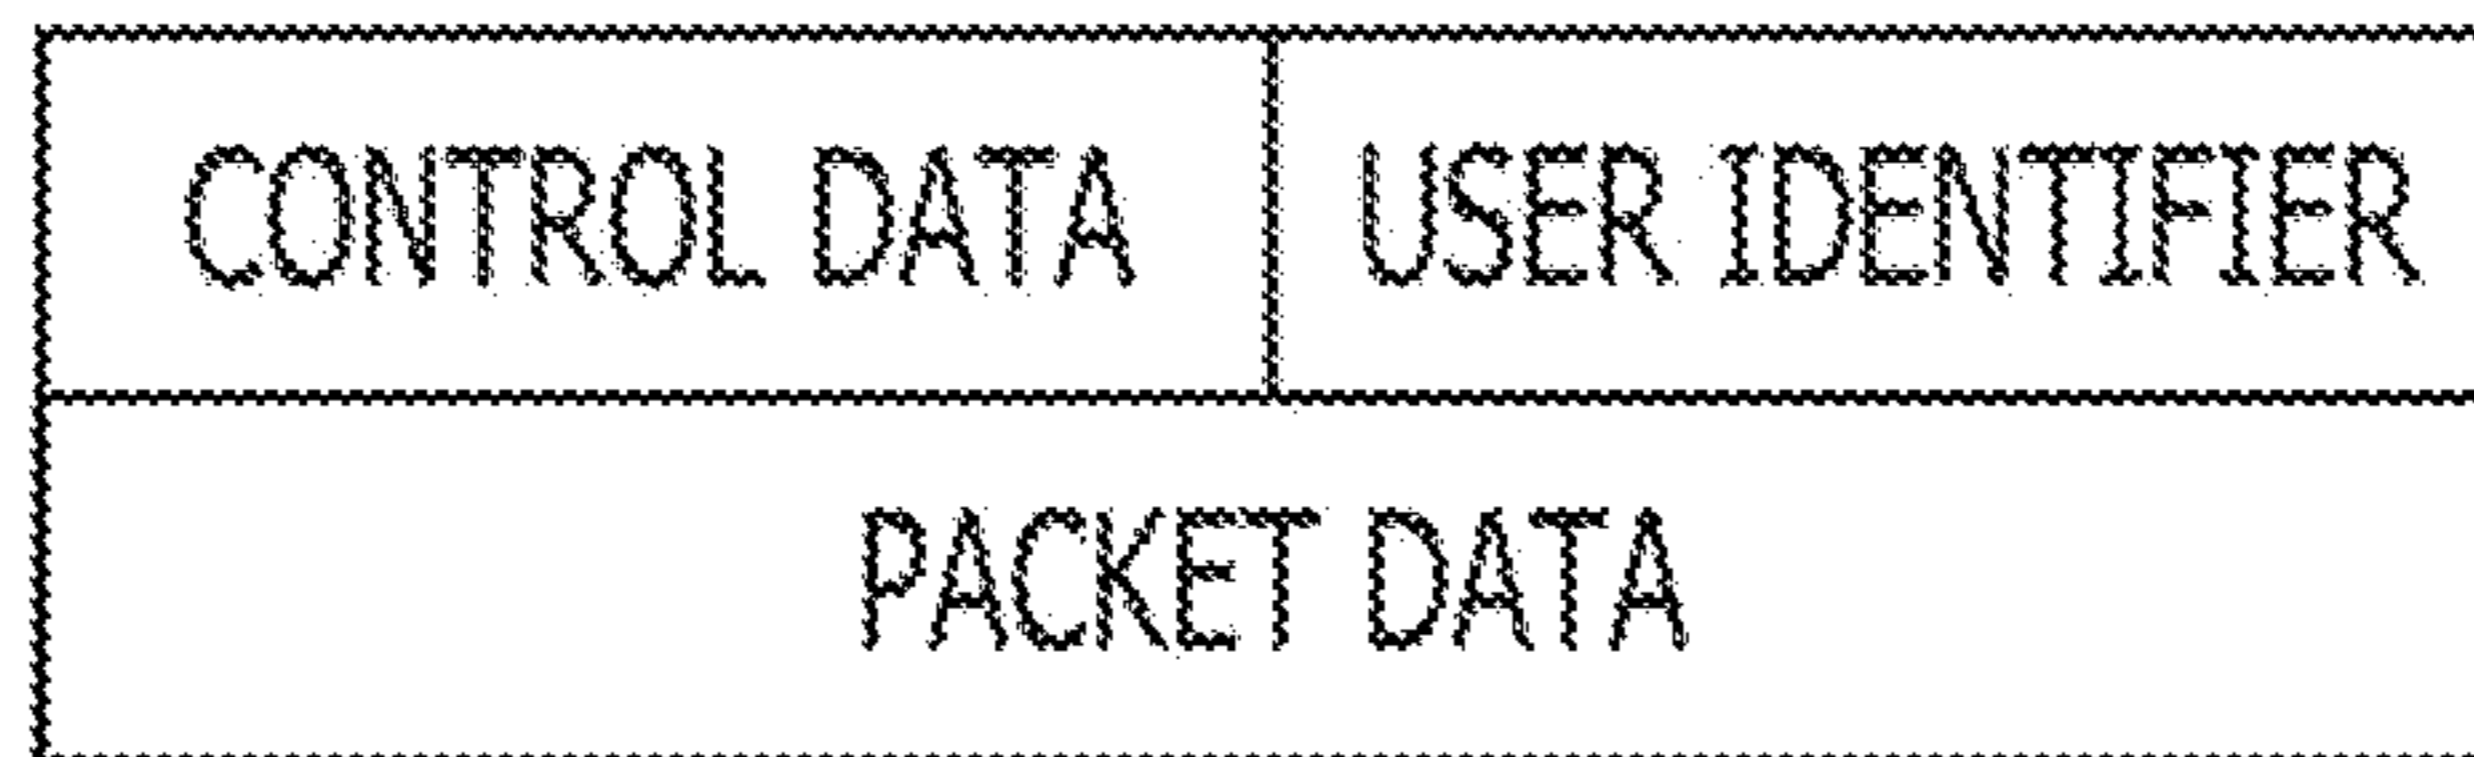 CONTROL DATA USER IDENTIFIER
PACKET DATA